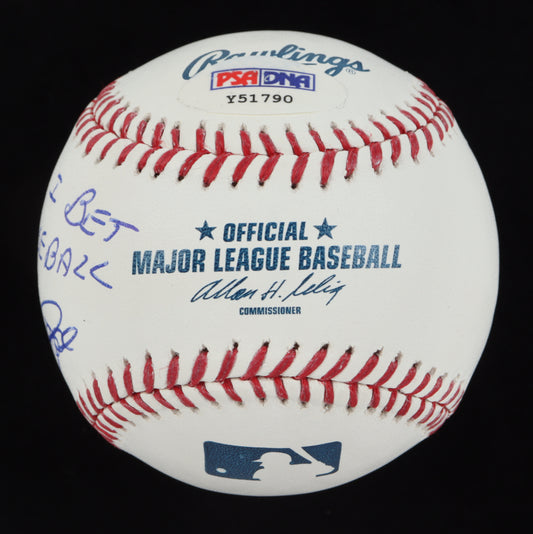 Rawlings®
PSA/DNA
Y51790
I BET
EBALL
★ OFFICIAL ★
MAJOR LEAGUE BASEBALL
Allan H. Selig
COMMISSIONER